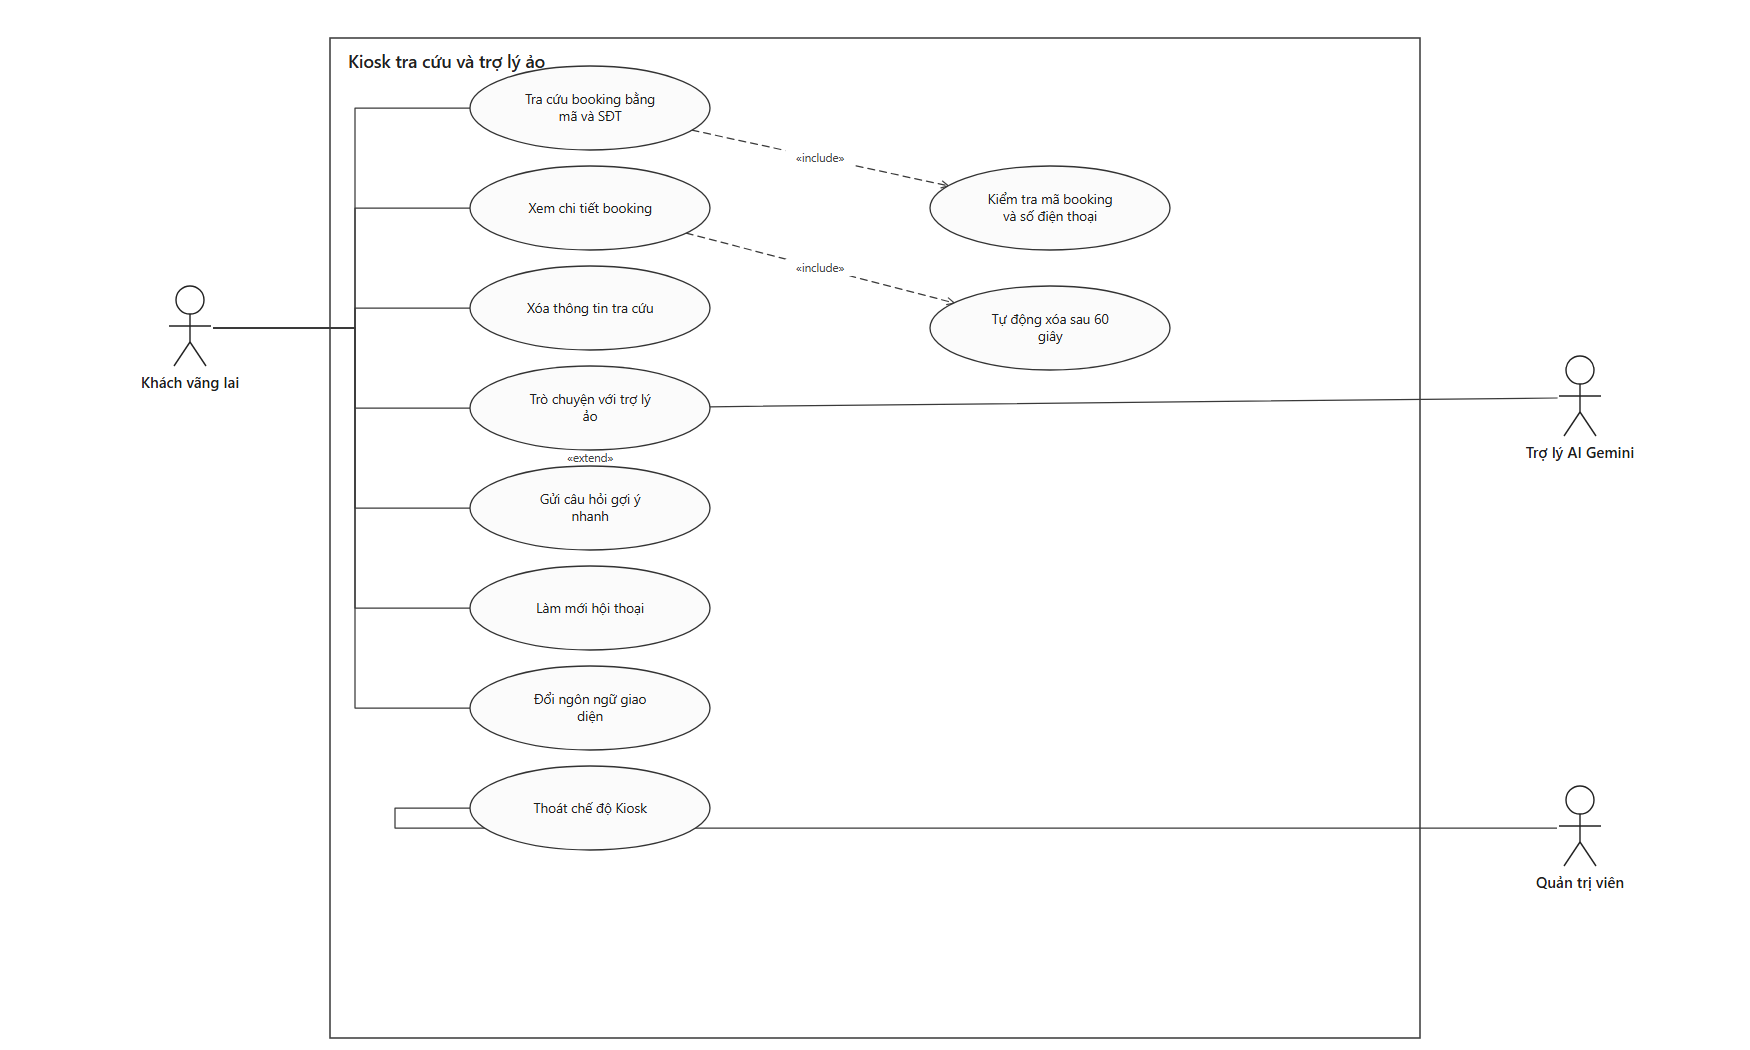 Kiosk tra cứu và trợ lý ảo
Tra cứu booking bằng
mã và SĐT
«include»
Kiểm tra mã booking
và số điện thoại
Xem chi tiết booking
«include»
Tự động xóa sau 60
giây
Xóa thông tin tra cứu
Khách vãng lai
Trò chuyện với trợ lý
ảo
Trợ lý AI Gemini
«extend»
Gửi câu hỏi gợi ý
nhanh
Làm mới hội thoại
Đổi ngôn ngữ giao
diện
Thoát chế độ Kiosk
Quản trị viên